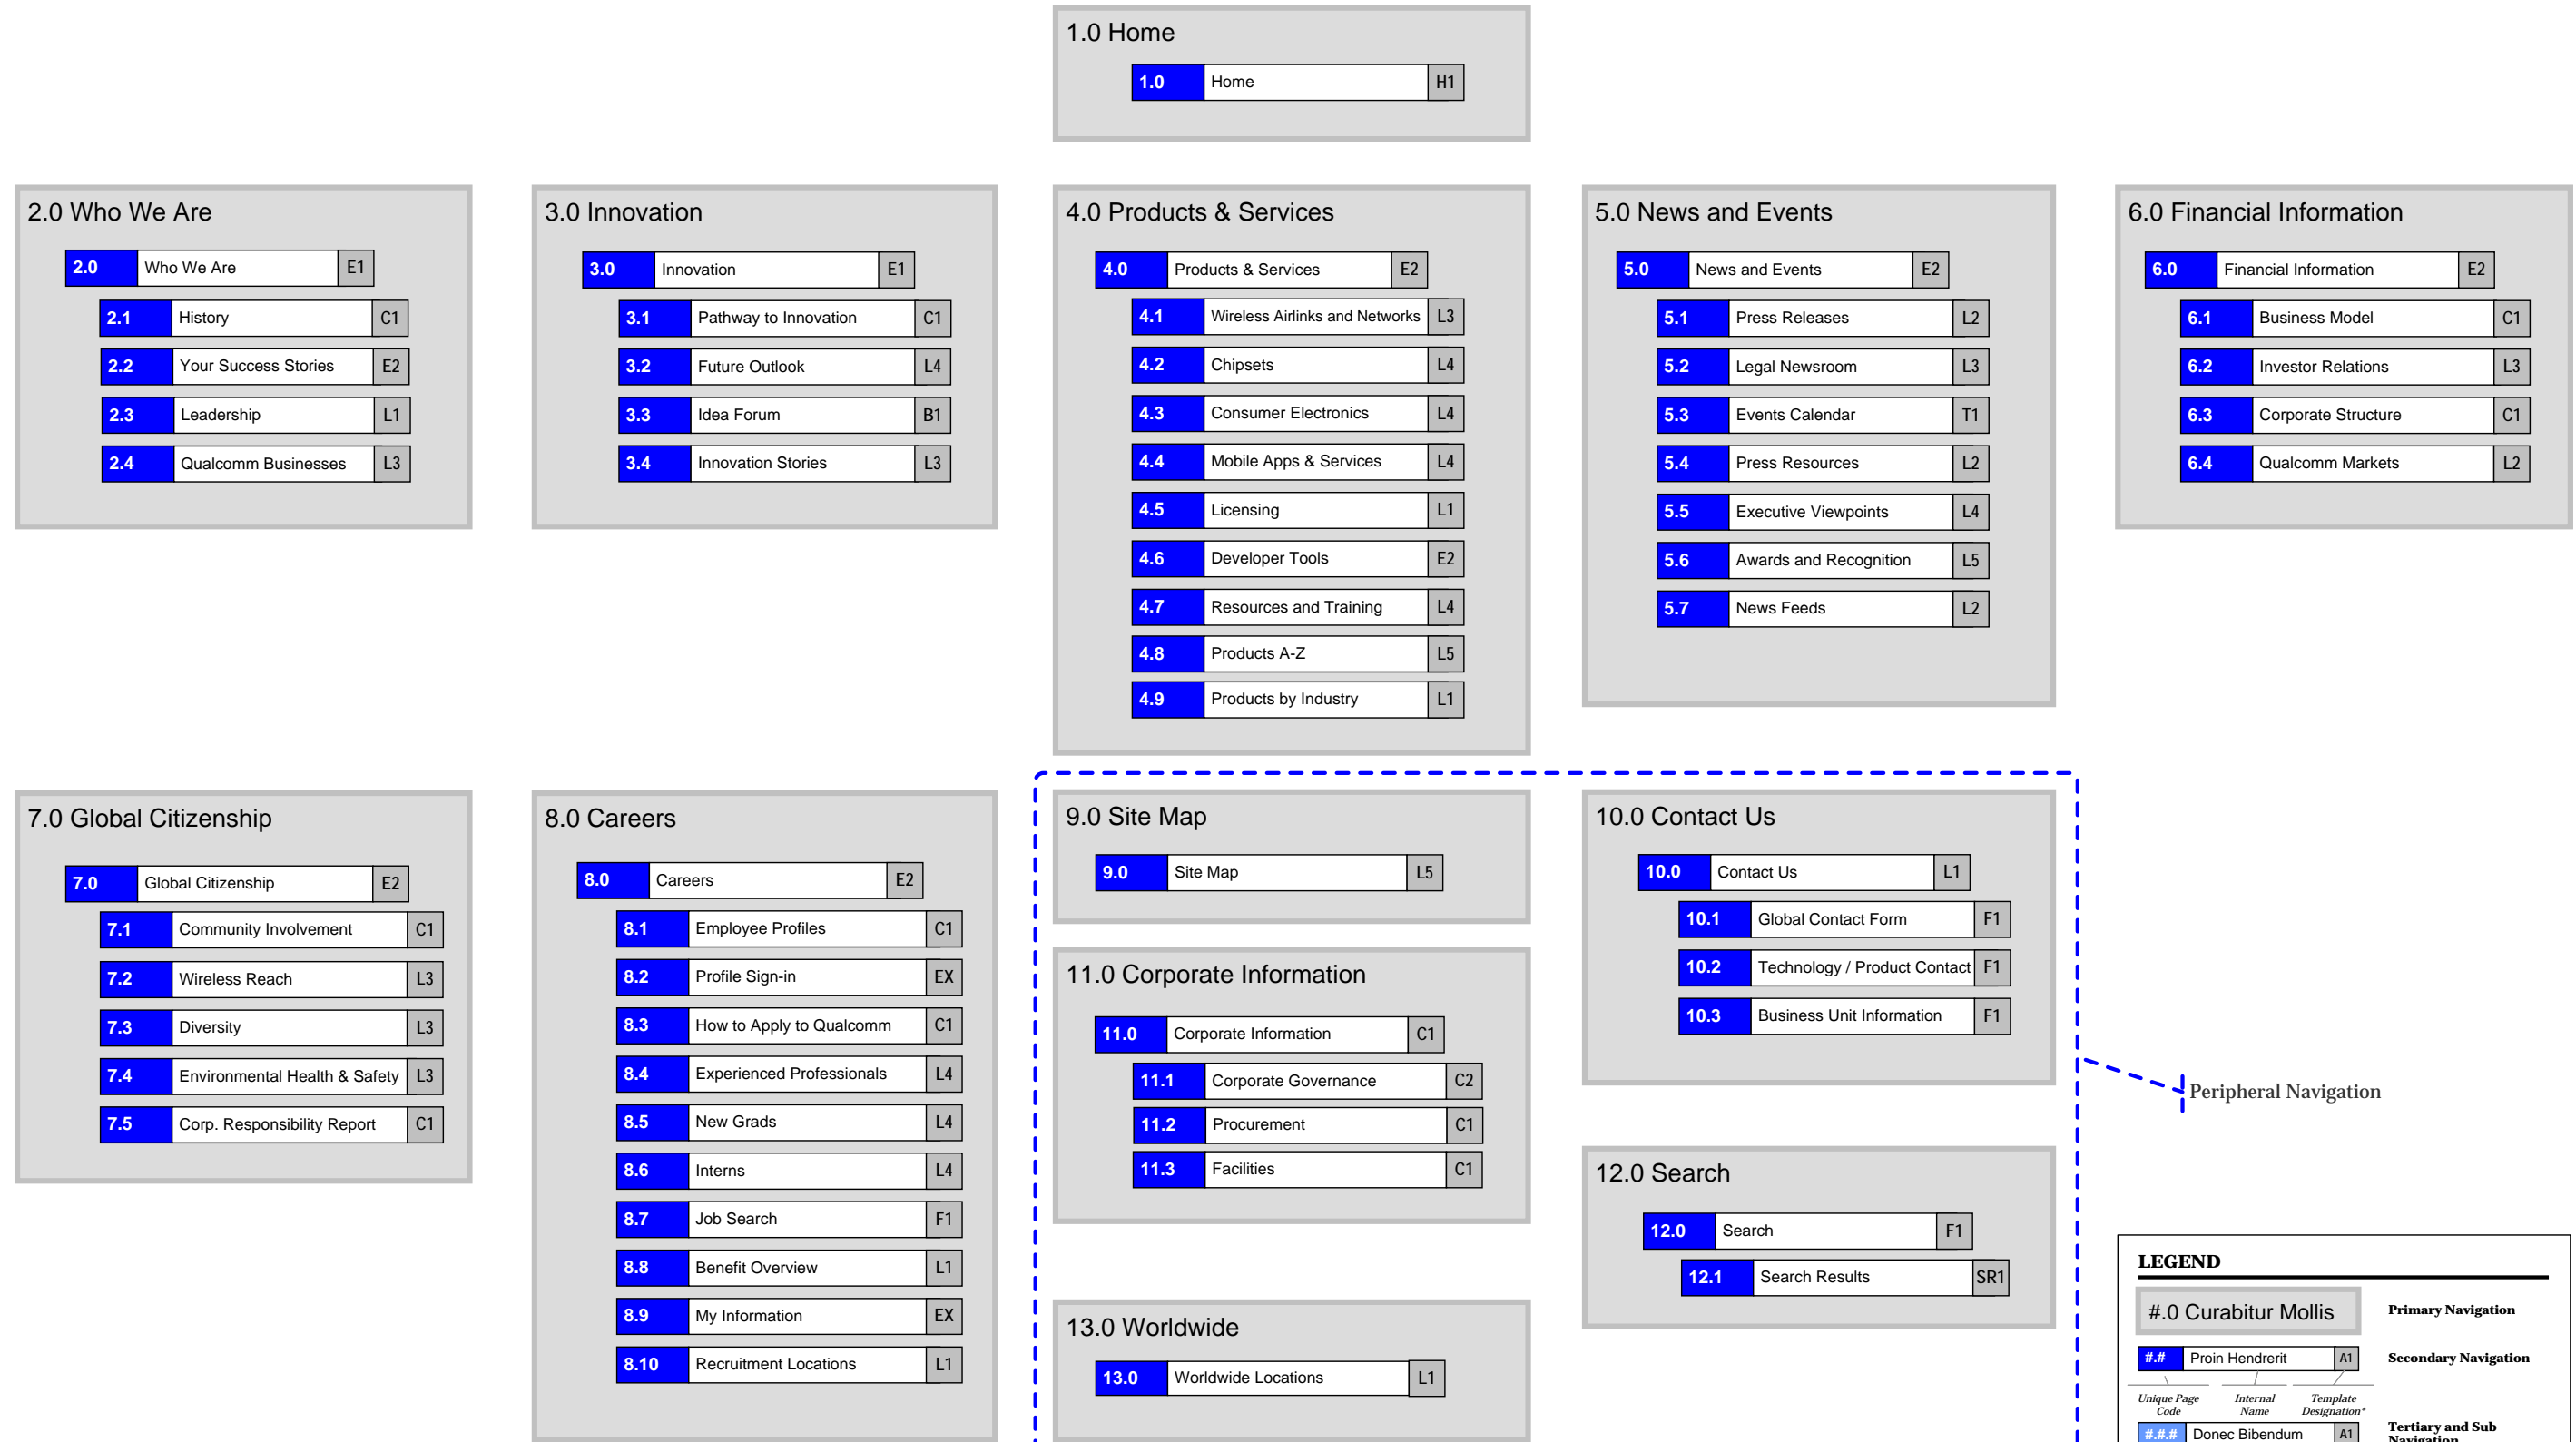 1.0 Home
1.0 Home H1
2.0 Who We Are
2.0 Who We Are E1
2.1 History C1
2.2 Your Success Stories E2
2.3 Leadership L1
2.4 Qualcomm Businesses L3
3.0 Innovation
3.0 Innovation E1
3.1 Pathway to Innovation C1
3.2 Future Outlook L4
3.3 Idea Forum B1
3.4 Innovation Stories L3
4.0 Products & Services
4.0 Products & Services E2
4.1 Wireless Airlinks and Networks L3
4.2 Chipsets L4
4.3 Consumer Electronics L4
4.4 Mobile Apps & Services L4
4.5 Licensing L1
4.6 Developer Tools E2
4.7 Resources and Training L4
4.8 Products A-Z L5
4.9 Products by Industry L1
5.0 News and Events
5.0 News and Events E2
5.1 Press Releases L2
5.2 Legal Newsroom L3
5.3 Events Calendar T1
5.4 Press Resources L2
5.5 Executive Viewpoints L4
5.6 Awards and Recognition L5
5.7 News Feeds L2
6.0 Financial Information
6.0 Financial Information E2
6.1 Business Model C1
6.2 Investor Relations L3
6.3 Corporate Structure C1
6.4 Qualcomm Markets L2
7.0 Global Citizenship
7.0 Global Citizenship E2
7.1 Community Involvement C1
7.2 Wireless Reach L3
7.3 Diversity L3
7.4 Environmental Health & Safety L3
7.5 Corp. Responsibility Report C1
8.0 Careers
8.0 Careers E2
8.1 Employee Profiles C1
8.2 Profile Sign-in EX
8.3 How to Apply to Qualcomm C1
8.4 Experienced Professionals L4
8.5 New Grads L4
8.6 Interns L4
8.7 Job Search F1
8.8 Benefit Overview L1
8.9 My Information EX
8.10 Recruitment Locations L1
9.0 Site Map
9.0 Site Map L5
10.0 Contact Us
10.0 Contact Us L1
10.1 Global Contact Form F1
10.2 Technology / Product Contact F1
10.3 Business Unit Information F1
11.0 Corporate Information
11.0 Corporate Information C1
11.1 Corporate Governance C2
11.2 Procurement C1
11.3 Facilities C1
12.0 Search
12.0 Search F1
12.1 Search Results SR1
13.0 Worldwide
13.0 Worldwide Locations L1
Peripheral Navigation
LEGEND
#.0 Curabitur Mollis Primary Navigation
#.# Proin Hendrerit A1 Secondary Navigation
Unique Page Code
Internal Name
Template Designation*
#.#.# Donec Bibendum A1 Tertiary and Sub
Navigation